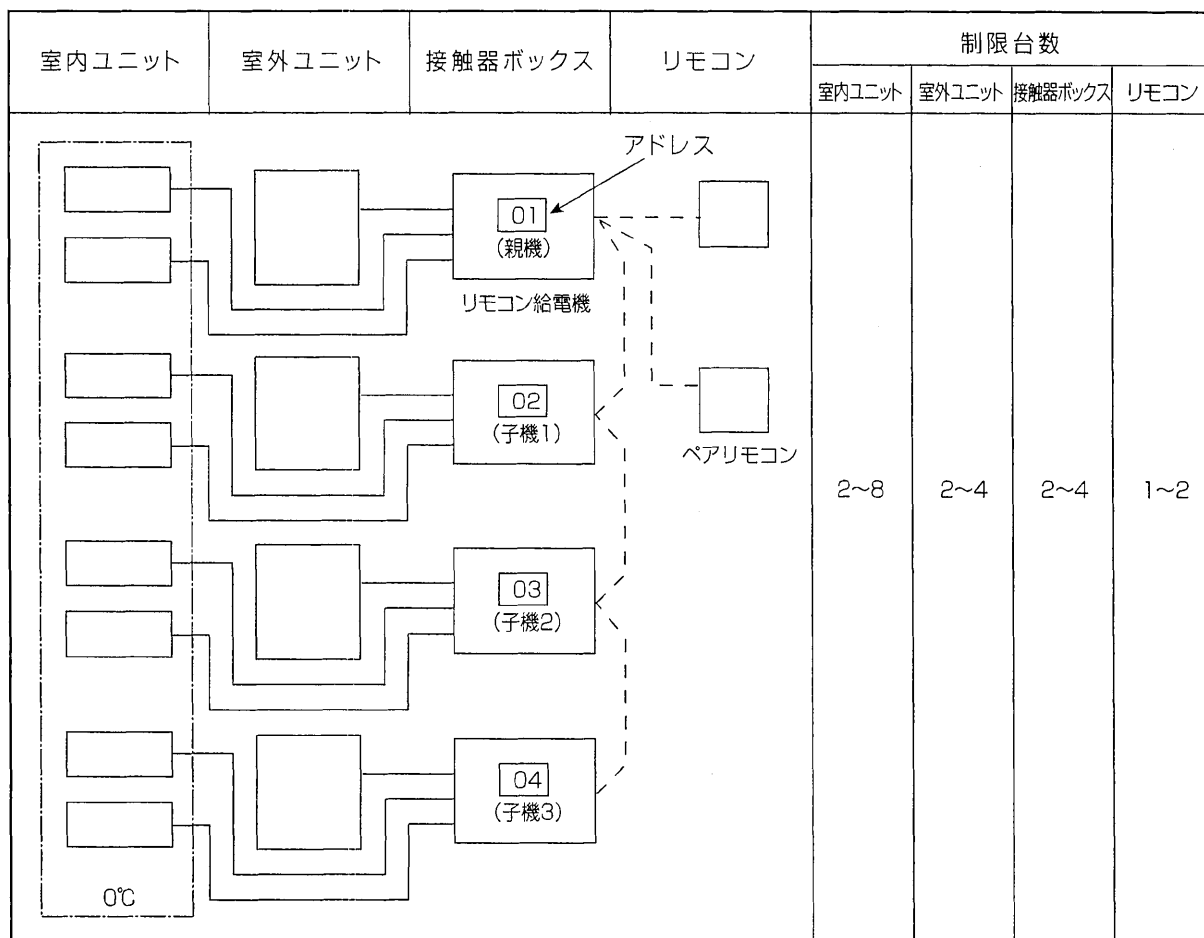 室内ユニット 室外ユニット 接触器ボックス リモコン 制限台数
室内ユニット 室外ユニット 接触器ボックス リモコン
アドレス
01
(親機)
リモコン給電機
02
(子機1)
ペアリモコン
2~8 2~4 2~4 1~2
03
(子機2)
04
(子機3)
0℃